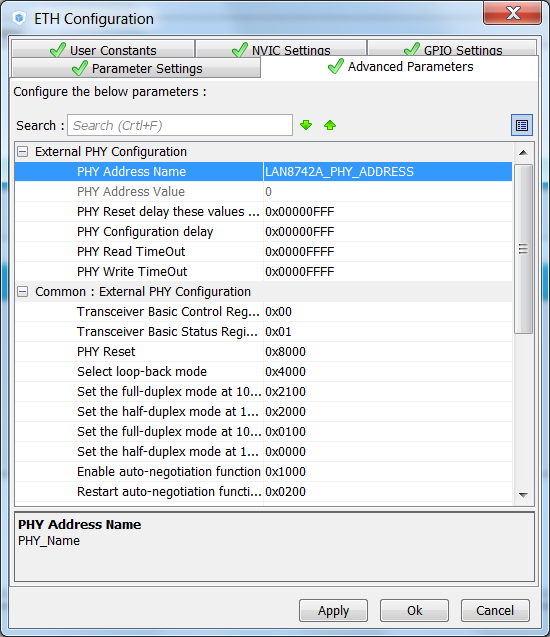 ETH Configuration
User Constants
NVIC Settings
GPIO Settings
Parameter Settings
Advanced Parameters
Configure the below parameters :
Search : Search (Crtl+F)
External PHY Configuration
PHY Address Name LAN8742A_PHY_ADDRESS
PHY Address Value 0
PHY Reset delay these values ... 0x00000FFF
PHY Configuration delay 0x00000FFF
PHY Read TimeOut 0x0000FFFF
PHY Write TimeOut 0x0000FFFF
Common : External PHY Configuration
Transceiver Basic Control Reg... 0x00
Transceiver Basic Status Regi... 0x01
PHY Reset 0x8000
Select loop-back mode 0x4000
Set the full-duplex mode at 10... 0x2100
Set the half-duplex mode at 1... 0x2000
Set the full-duplex mode at 10... 0x0100
Set the half-duplex mode at 1... 0x0000
Enable auto-negotiation function 0x1000
Restart auto-negotiation functi... 0x0200
PHY Address Name
PHY_Name
Apply
Ok
Cancel